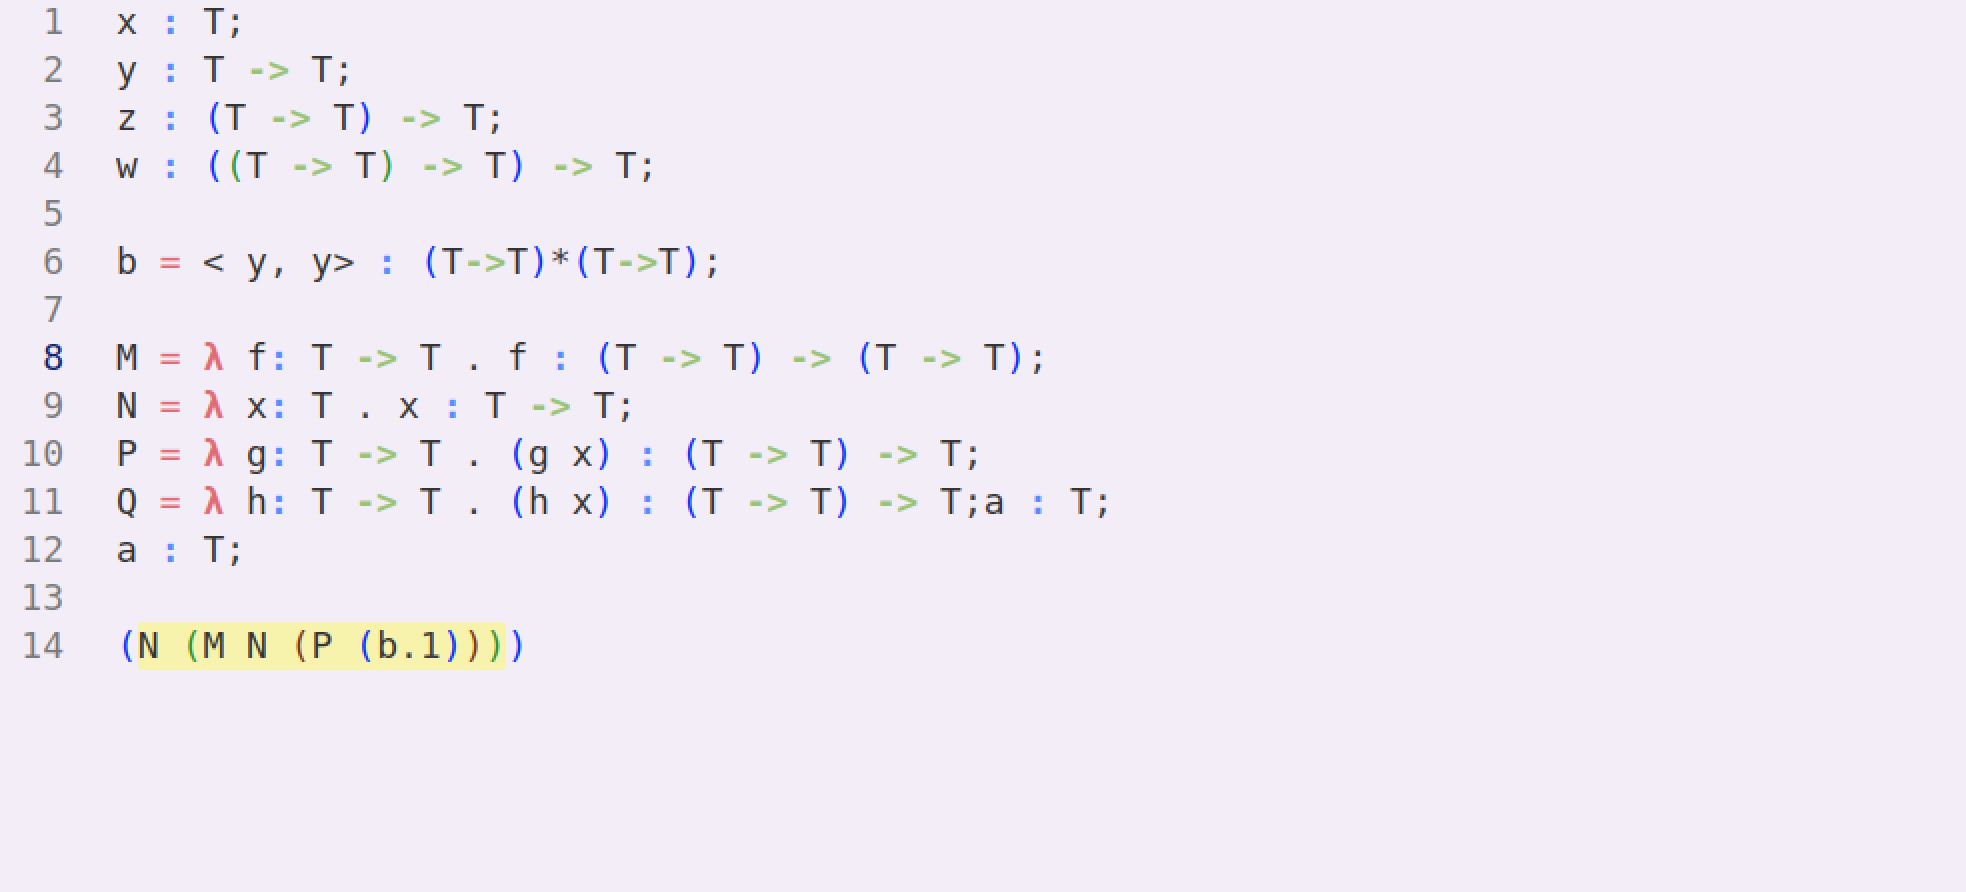 1 x : T;
2 y : T -> T;
3 z : (T -> T) -> T;
4 w : ((T -> T) -> T) -> T;
5
6 b = < y, y> : (T->T)*(T->T);
7
8 M = λ f: T -> T . f : (T -> T) -> (T -> T);
9 N = λ x: T . x : T -> T;
10 P = λ g: T -> T . (g x) : (T -> T) -> T;
11 Q = λ h: T -> T . (h x) : (T -> T) -> T;a : T;
12 a : T;
13
14 (N (M N (P (b.1))))